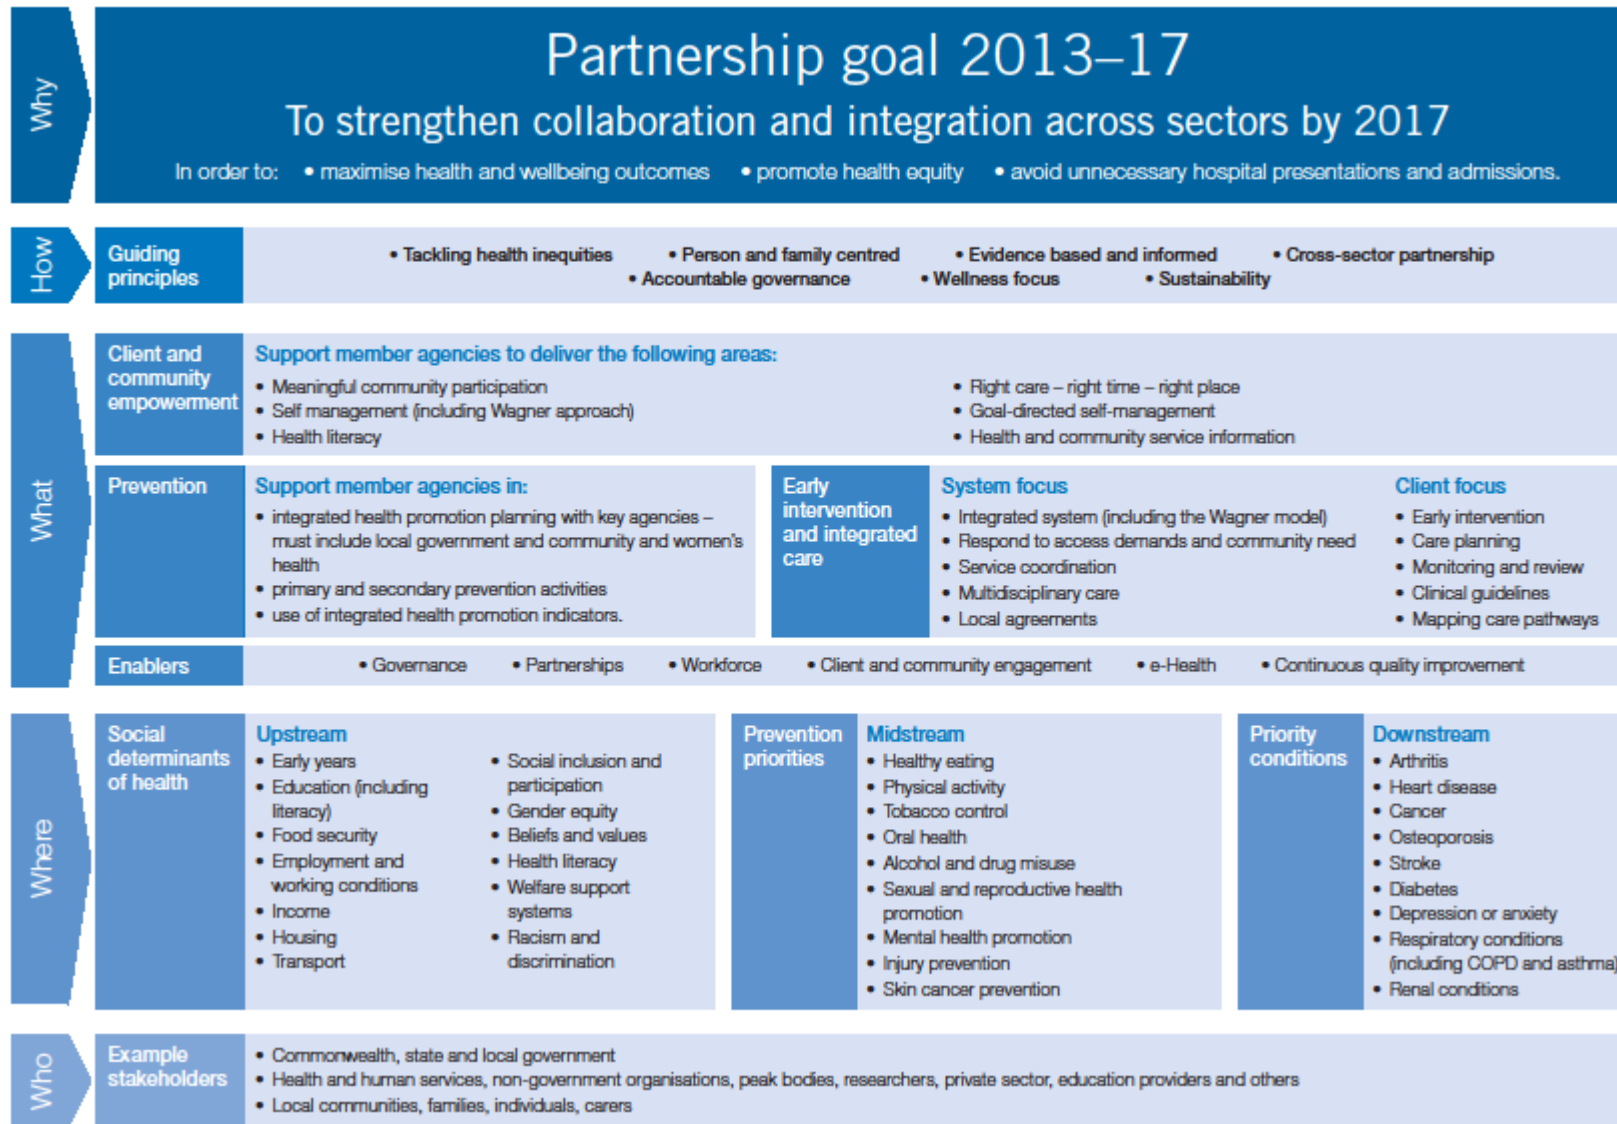 Why
Partnership goal 2013–17
To strengthen collaboration and integration across sectors by 2017
In order to: • maximise health and wellbeing outcomes • promote health equity • avoid unnecessary hospital presentations and admissions.
How
Guiding
principles
• Tackling health inequities • Person and family centred • Evidence based and informed • Cross-sector partnership
• Accountable governance • Wellness focus • Sustainability
What
Client and
community
empowerment
Support member agencies to deliver the following areas:
• Meaningful community participation
• Self management (including Wagner approach)
• Health literacy
• Right care – right time – right place
• Goal-directed self-management
• Health and community service information
Prevention
Support member agencies in:
• integrated health promotion planning with key agencies –
must include local government and community and women's
health
• primary and secondary prevention activities
• use of integrated health promotion indicators.
Early
intervention
and integrated
care
System focus
• Integrated system (including the Wagner model)
• Respond to access demands and community need
• Service coordination
• Multidisciplinary care
• Local agreements
Client focus
• Early intervention
• Care planning
• Monitoring and review
• Clinical guidelines
• Mapping care pathways
Enablers
• Governance • Partnerships • Workforce • Client and community engagement • e-Health • Continuous quality improvement
Where
Social
determinants
of health
Upstream
• Early years
• Education (including
literacy)
• Food security
• Employment and
working conditions
• Income
• Housing
• Transport
• Social inclusion and
participation
• Gender equity
• Beliefs and values
• Health literacy
• Welfare support
systems
• Racism and
discrimination
Prevention
priorities
Midstream
• Healthy eating
• Physical activity
• Tobacco control
• Oral health
• Alcohol and drug misuse
• Sexual and reproductive health
promotion
• Mental health promotion
• Injury prevention
• Skin cancer prevention
Priority
conditions
Downstream
• Arthritis
• Heart disease
• Cancer
• Osteoporosis
• Stroke
• Diabetes
• Depression or anxiety
• Respiratory conditions
(including COPD and asthma)
• Renal conditions
Who
Example
stakeholders
• Commonwealth, state and local government
• Health and human services, non-government organisations, peak bodies, researchers, private sector, education providers and others
• Local communities, families, individuals, carers